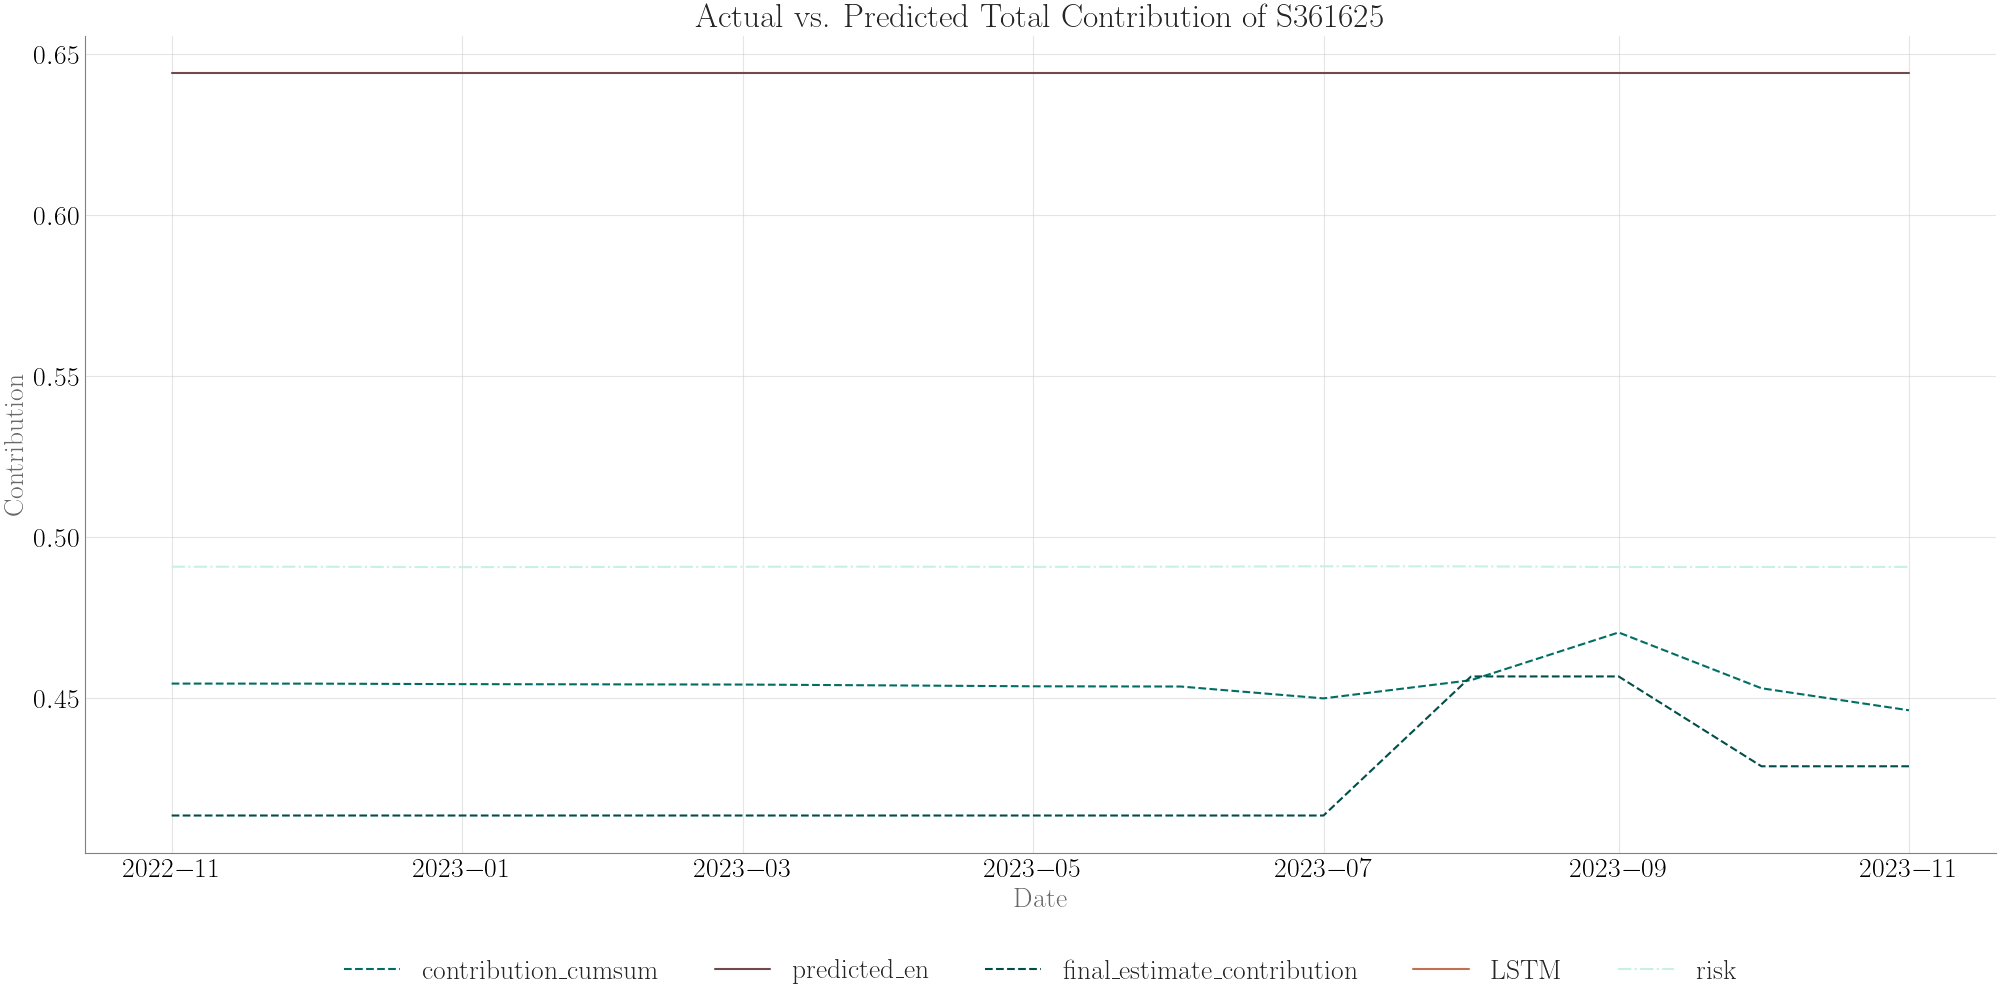 Actual vs. Predicted Total Contribution of S361625
0.65
0.60
0.55
0.50
0.45
Contribution
2022−11 2023−01 2023−03 2023−05 2023−07 2023−09 2023−11
Date
contribution_cumsum predicted_en final_estimate_contribution LSTM risk